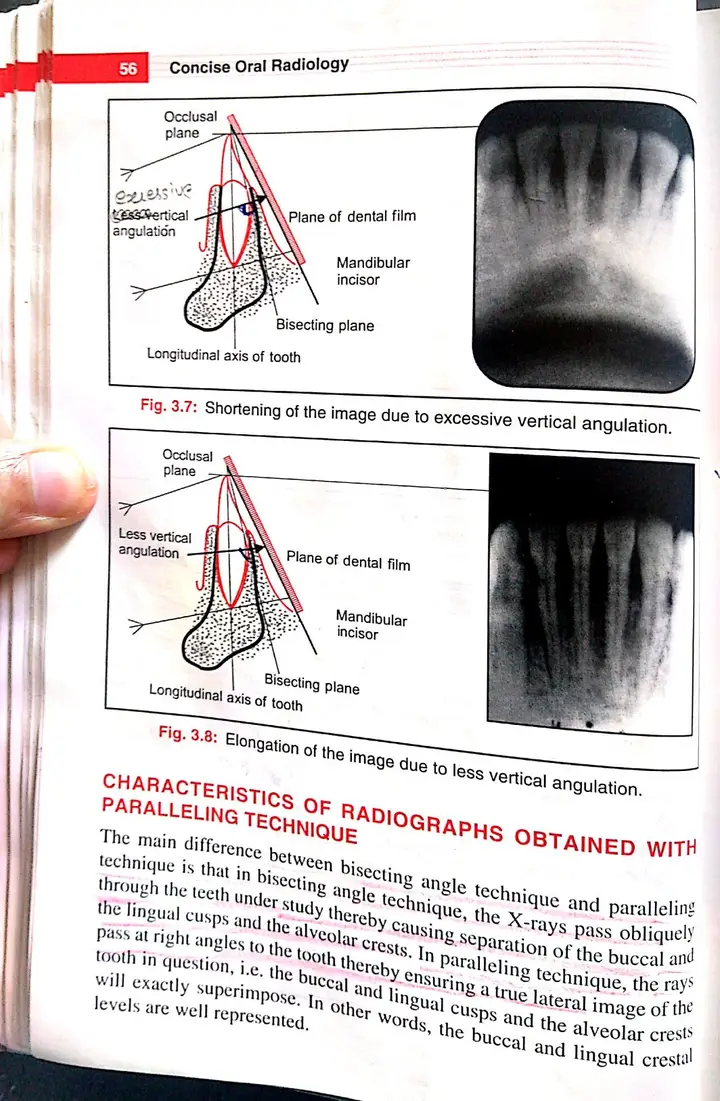 56 Concise Oral Radiology
Occlusal
plane
excessive
Less vertical
angulation
Plane of dental film
Mandibular
incisor
Bisecting plane
Longitudinal axis of tooth
Fig. 3.7: Shortening of the image due to excessive vertical angulation.
Occlusal
plane
Less vertical
angulation
Plane of dental film
Mandibular
incisor
Bisecting plane
Longitudinal axis of tooth
Fig. 3.8: Elongation of the image due to less vertical angulation.
CHARACTERISTICS OF RADIOGRAPHS OBTAINED WITH
PARALLELING TECHNIQUE
The main difference between bisecting angle technique and paralleling
technique is that in bisecting angle technique, the X-rays pass obliquely
through the teeth under study thereby causing separation of the buccal and
the lingual cusps and the alveolar crests. In paralleling technique, the rays
pass at right angles to the tooth thereby ensuring a true lateral image of the
tooth in question, i.e. the buccal and lingual cusps and the alveolar crests
will exactly superimpose. In other words, the buccal and lingual crestal
levels are well represented.